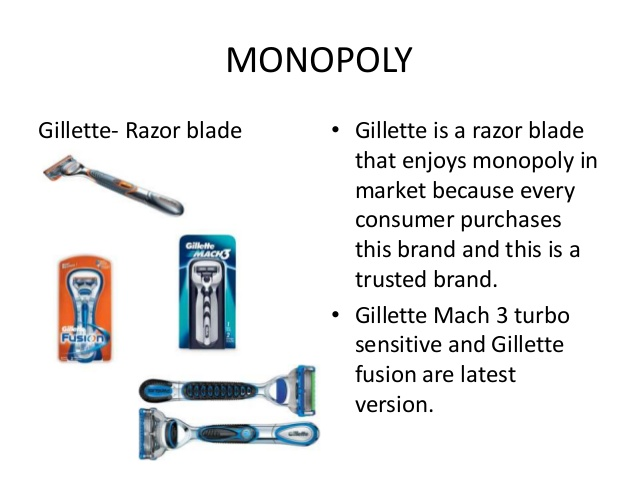 MONOPOLY
Gillette- Razor blade
Gillette
MACH3
Gillette
Fusion
• Gillette is a razor blade
that enjoys monopoly in
market because every
consumer purchases
this brand and this is a
trusted brand.
• Gillette Mach 3 turbo
sensitive and Gillette
fusion are latest
version.